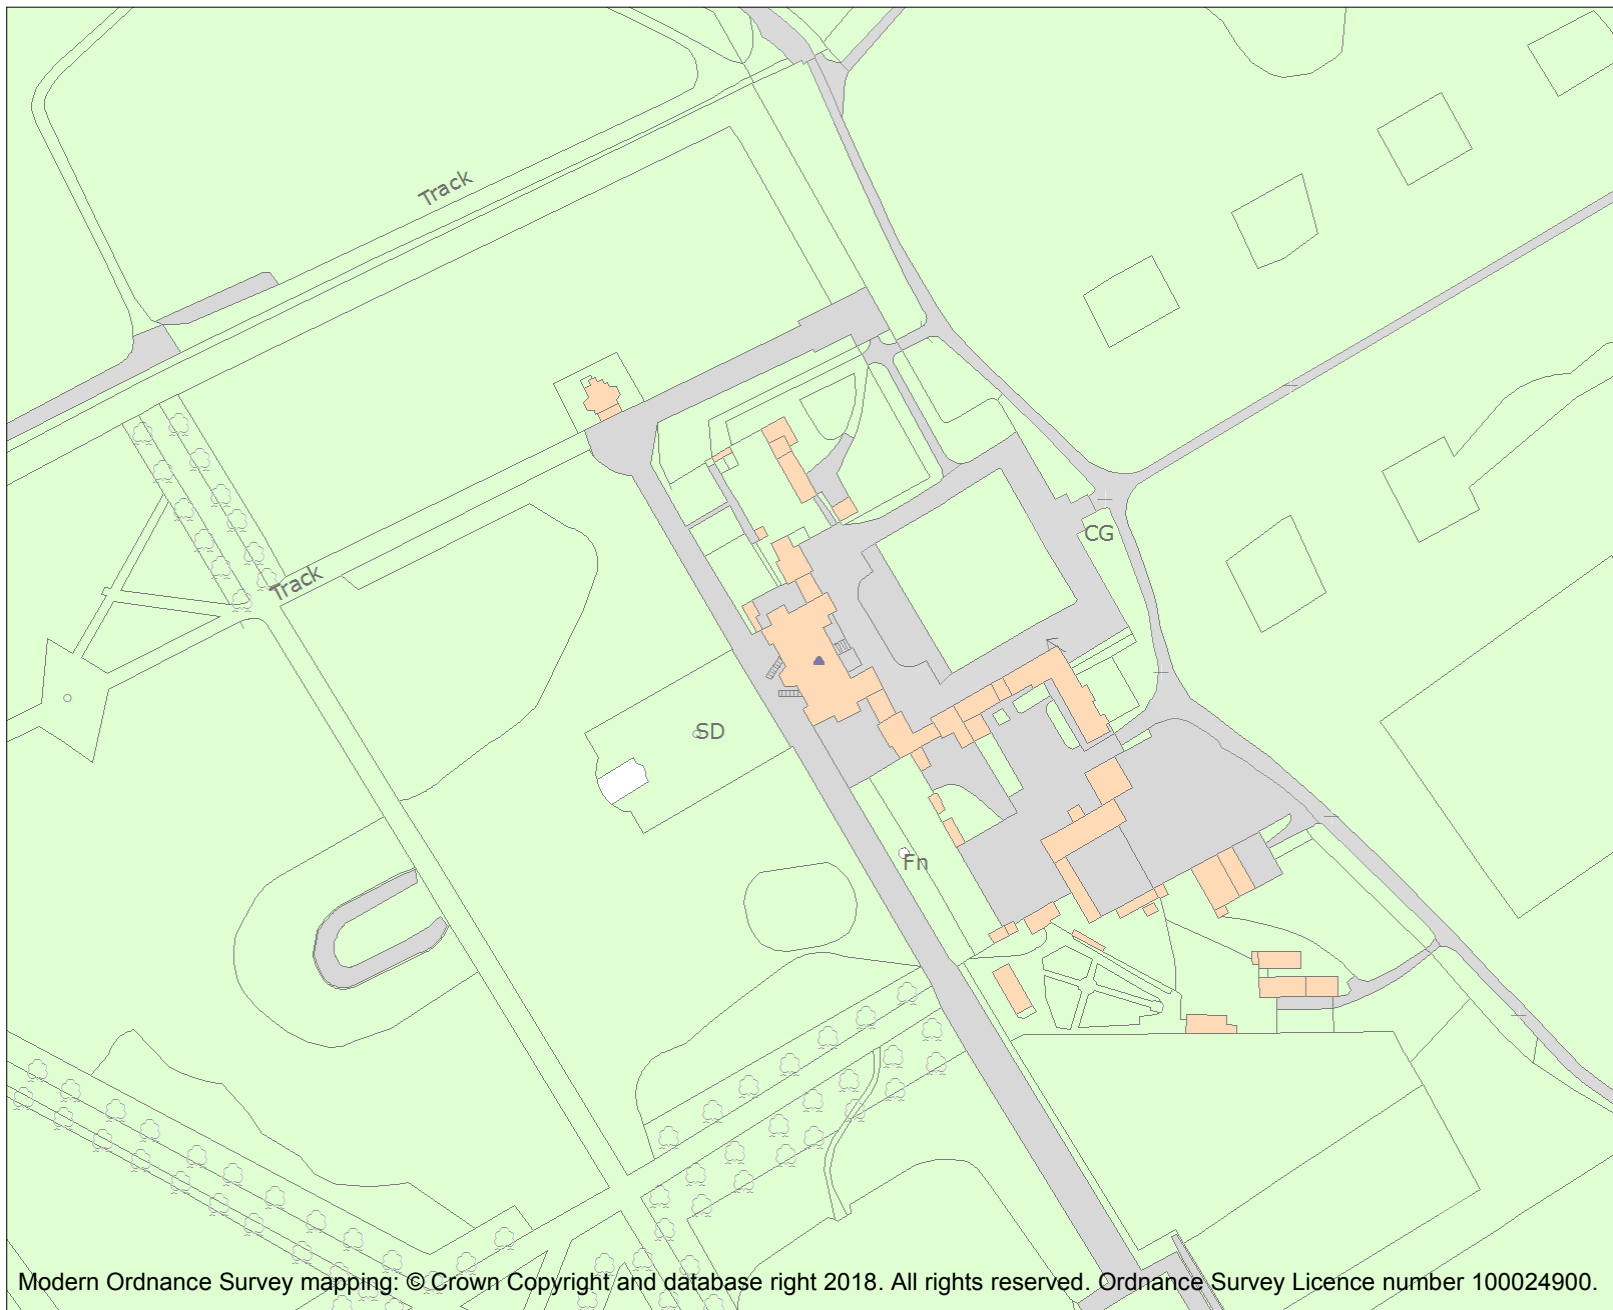 Track
CG
Track
SD
Fn
Modern Ordnance Survey mapping: © Crown Copyright and database right 2018. All rights reserved. Ordnance Survey Licence number 100024900.